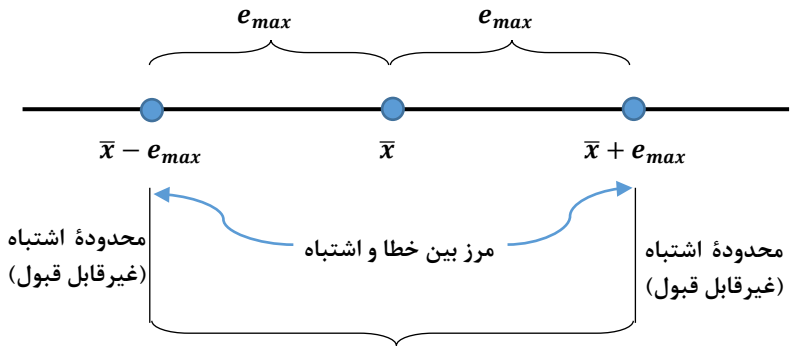 e_max e_max
x̅ − e_max x̅ x̅ + e_max
مرز بین خطا و اشتباه
محدودهٔ اشتباه
(غیرقابل قبول)
محدودهٔ اشتباه
(غیرقابل قبول)